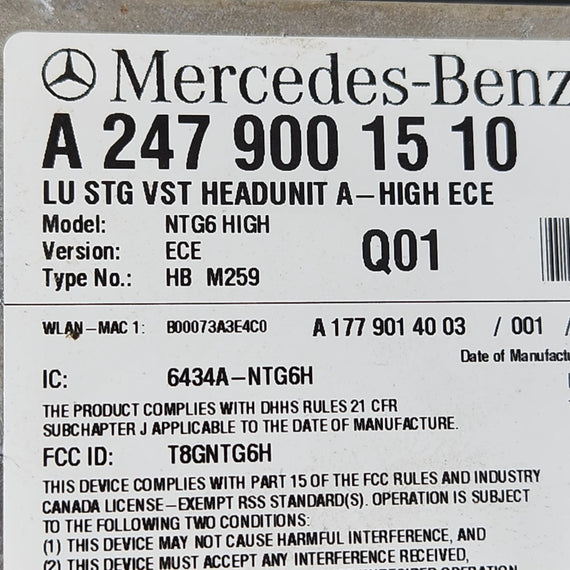 Mercedes-Benz
A 247 900 15 10
LU STG VST HEADUNIT A-HIGH ECE
Model: NTG6 HIGH
Version: ECE
Q01
Type No.: HB M259
WLAN-MAC 1: B00073A3E4C0 A 177 901 40 03 / 001 /
Date of Manufactu
IC: 6434A-NTG6H
THE PRODUCT COMPLIES WITH DHHS RULES 21 CFR
SUBCHAPTER J APPLICABLE TO THE DATE OF MANUFACTURE.
FCC ID: T8GNTG6H
THIS DEVICE COMPLIES WITH PART 15 OF THE FCC RULES AND INDUSTRY
CANADA LICENSE-EXEMPT RSS STANDARD(S). OPERATION IS SUBJECT
TO THE FOLLOWING TWO CONDITIONS:
(1) THIS DEVICE MAY NOT CAUSE HARMFUL INTERFERENCE, AND
(2) THIS DEVICE MUST ACCEPT ANY INTERFERENCE RECEIVED,